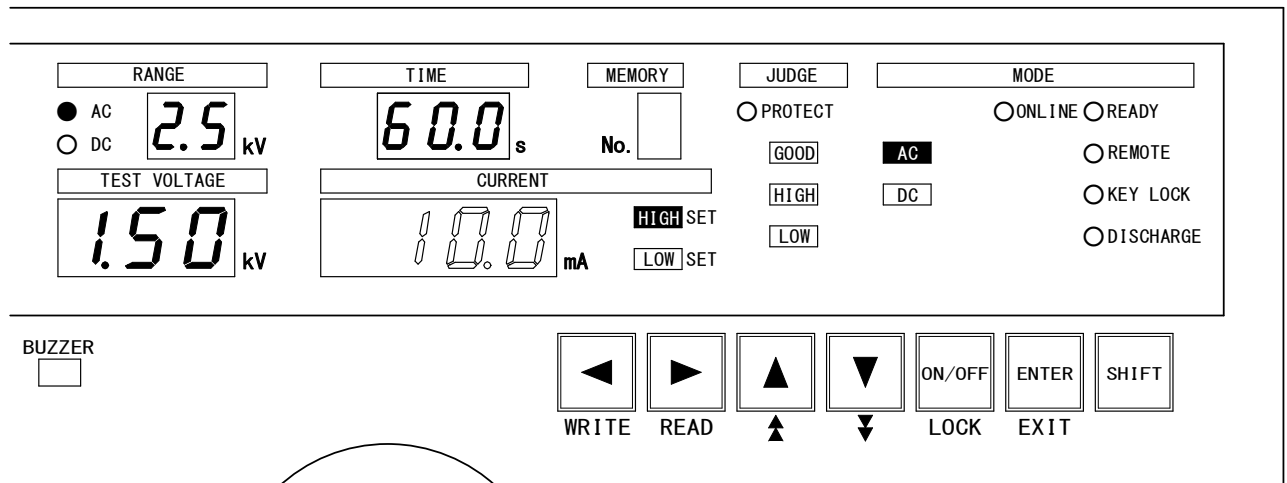 RANGE TIME MEMORY JUDGE MODE
AC 2.5 kV 60.0 s No. PROTECT ONLINE READY
DC GOOD AC REMOTE
TEST VOLTAGE CURRENT HIGH DC KEY LOCK
1.50 kV 10.0 mA HIGH SET LOW DISCHARGE
LOW SET
BUZZER
ON/OFF ENTER SHIFT
WRITE READ LOCK EXIT